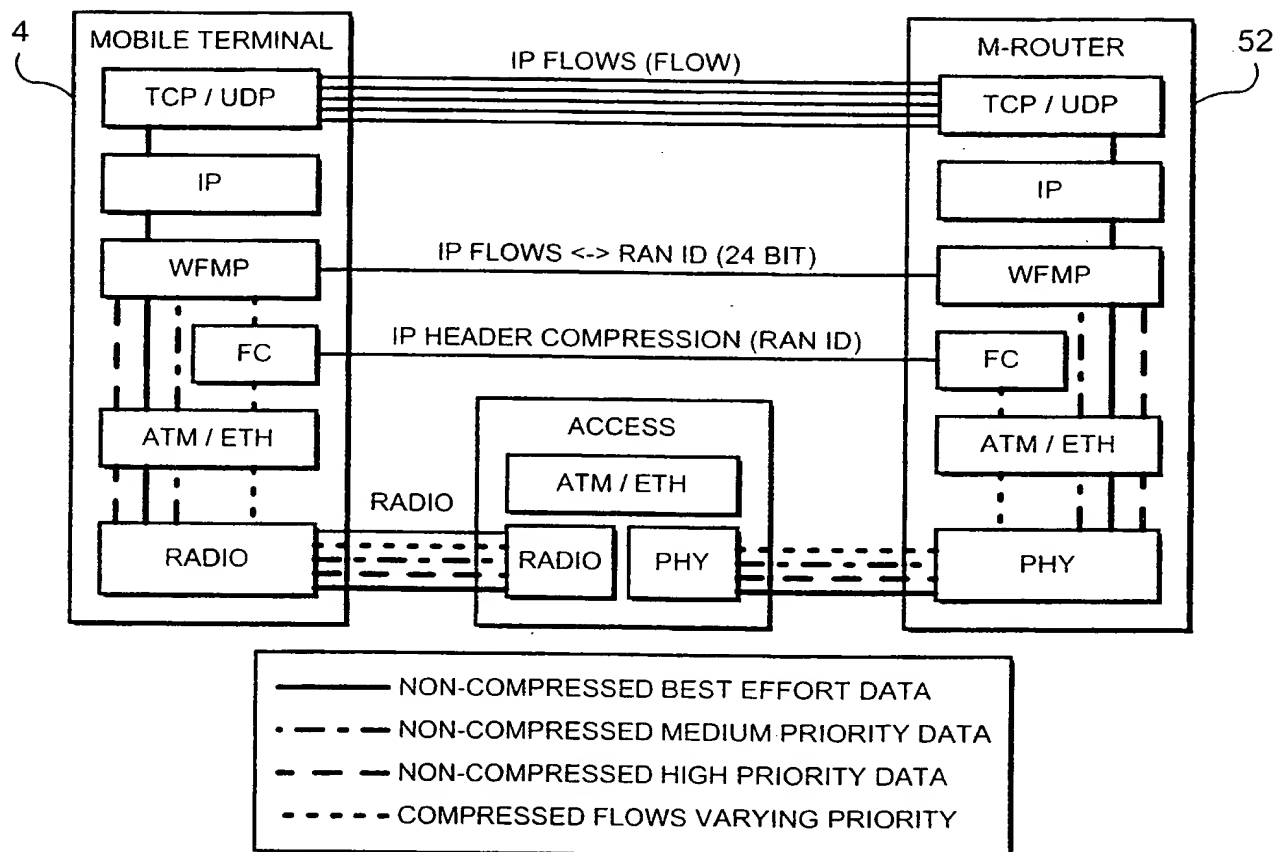 4
MOBILE TERMINAL
TCP / UDP
IP
WFMP
FC
ATM / ETH
RADIO
IP FLOWS (FLOW)
IP FLOWS <-> RAN ID (24 BIT)
IP HEADER COMPRESSION (RAN ID)
RADIO
ACCESS
ATM / ETH
RADIO
PHY
M-ROUTER
52
TCP / UDP
IP
WFMP
FC
ATM / ETH
PHY
NON-COMPRESSED BEST EFFORT DATA
NON-COMPRESSED MEDIUM PRIORITY DATA
NON-COMPRESSED HIGH PRIORITY DATA
COMPRESSED FLOWS VARYING PRIORITY